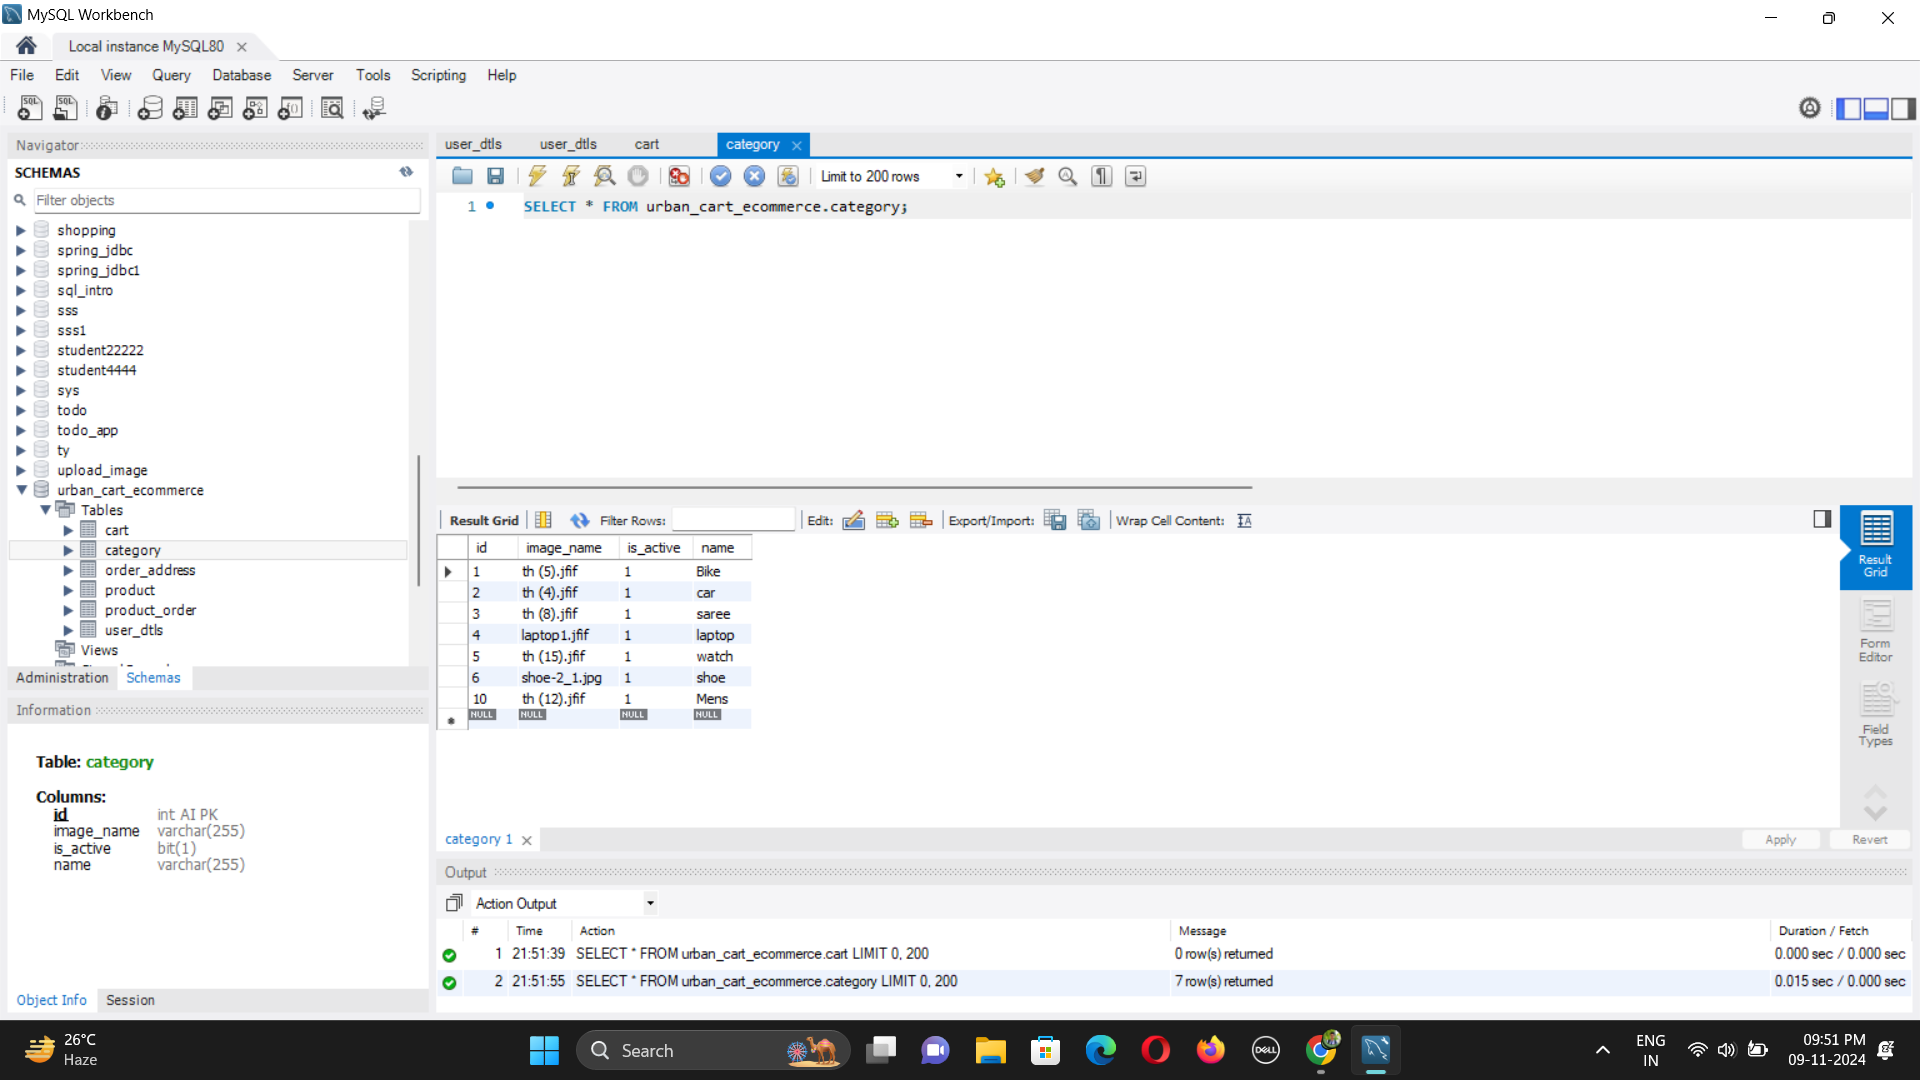 MySQL Workbench
Local instance MySQL80
File Edit View Query Database Server Tools Scripting Help
Navigator
SCHEMAS
Filter objects
shopping
spring_jdbc
spring_jdbc1
sql_intro
sss
sss1
student22222
student4444
sys
todo
todo_app
ty
upload_image
urban_cart_ecommerce
Tables
cart
category
order_address
product
product_order
user_dtls
Views
Administration Schemas
Information
Table: category
Columns:
id int AI PK
image_name varchar(255)
is_active bit(1)
name varchar(255)
Object Info Session
user_dtls user_dtls cart category
Limit to 200 rows
1 SELECT * FROM urban_cart_ecommerce.category;
Result Grid Filter Rows: Edit: Export/Import: Wrap Cell Content:
id image_name is_active name
1 th (5).jfif 1 Bike
2 th (4).jfif 1 car
3 th (8).jfif 1 saree
4 laptop1.jfif 1 laptop
5 th (15).jfif 1 watch
6 shoe-2_1.jpg 1 shoe
10 th (12).jfif 1 Mens
NULL NULL NULL NULL
Result
Grid
Form
Editor
Field
Types
category 1
Apply Revert
Output
Action Output
# Time Action Message Duration / Fetch
1 21:51:39 SELECT * FROM urban_cart_ecommerce.cart LIMIT 0, 200 0 row(s) returned 0.000 sec / 0.000 sec
2 21:51:55 SELECT * FROM urban_cart_ecommerce.category LIMIT 0, 200 7 row(s) returned 0.015 sec / 0.000 sec
26°C
Haze
Search
DELL
ENG
IN
09:51 PM
09-11-2024